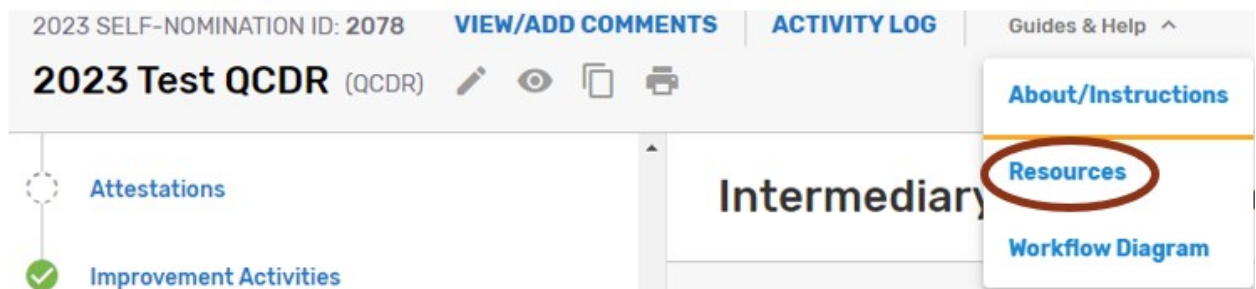 2023 SELF-NOMINATION ID: 2078 VIEW/ADD COMMENTS ACTIVITY LOG Guides & Help
2023 Test QCDR (QCDR)
About/Instructions
Attestations
Resources
Intermediary
Workflow Diagram
Improvement Activities